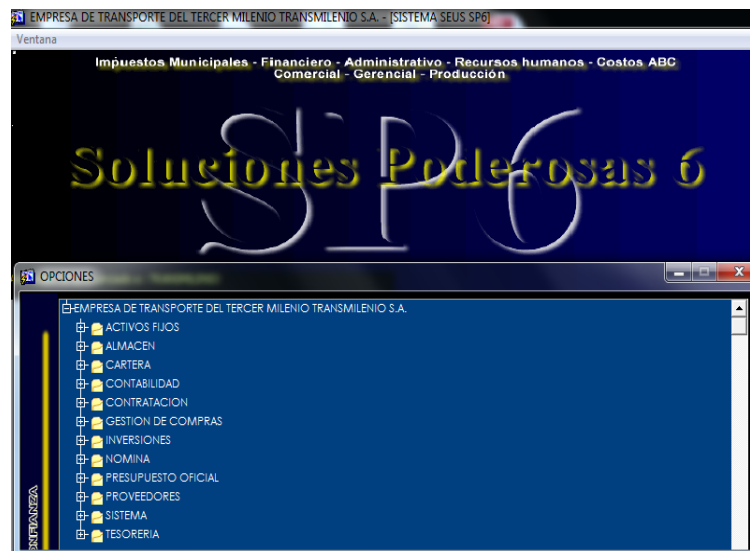 EMPRESA DE TRANSPORTE DEL TERCER MILENIO TRANSMILENIO S.A. - [SISTEMA SEUS SP6]
Ventana
Impuestos Municipales - Financiero - Administrativo - Recursos humanos - Costos ABC
Comercial - Gerencial - Producción
SP6
Soluciones Poderosas 6
OPCIONES
EMPRESA DE TRANSPORTE DEL TERCER MILENIO TRANSMILENIO S.A.
ACTIVOS FIJOS
ALMACEN
CARTERA
CONTABILIDAD
CONTRATACION
GESTION DE COMPRAS
INVERSIONES
NOMINA
PRESUPUESTO OFICIAL
PROVEEDORES
SISTEMA
TESORERIA
ONFIANZA